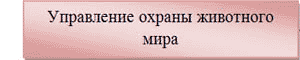 Управление охраны животного
мира